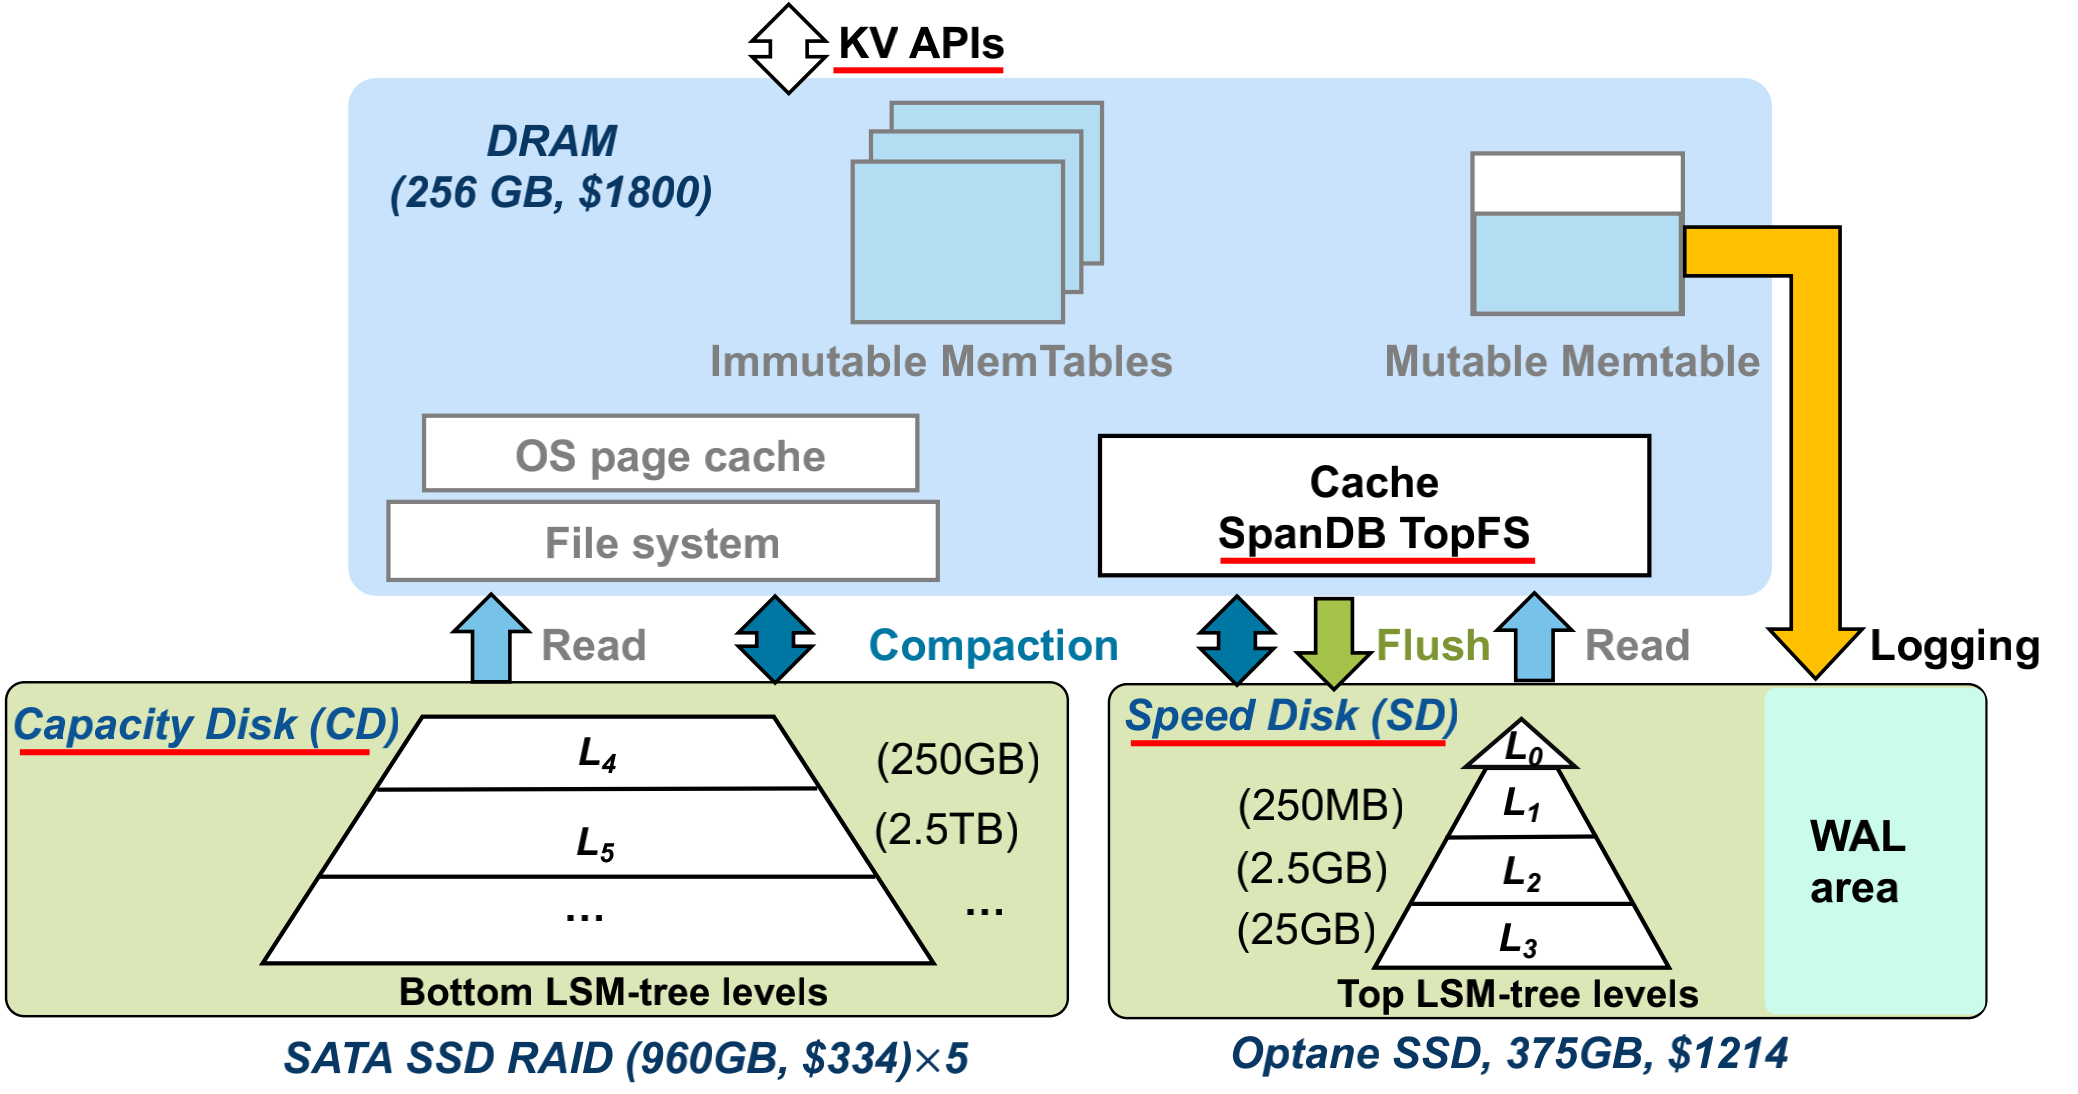 KV APIs
DRAM
(256 GB, $1800)
Immutable MemTables
Mutable Memtable
OS page cache
File system
Cache
SpanDB TopFS
Read
Compaction
Flush
Read
Logging
Capacity Disk (CD)
L4
(250GB)
L5
(2.5TB)
...
...
Bottom LSM-tree levels
SATA SSD RAID (960GB, $334)×5
Speed Disk (SD)
L0
(250MB)
L1
(2.5GB)
L2
(25GB)
L3
Top LSM-tree levels
WAL
area
Optane SSD, 375GB, $1214